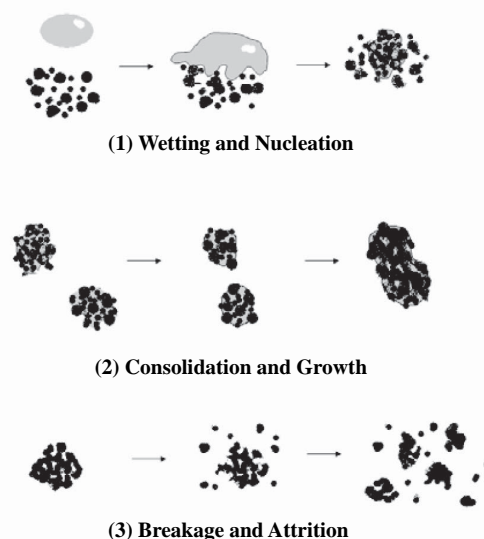 (1) Wetting and Nucleation
(2) Consolidation and Growth
(3) Breakage and Attrition